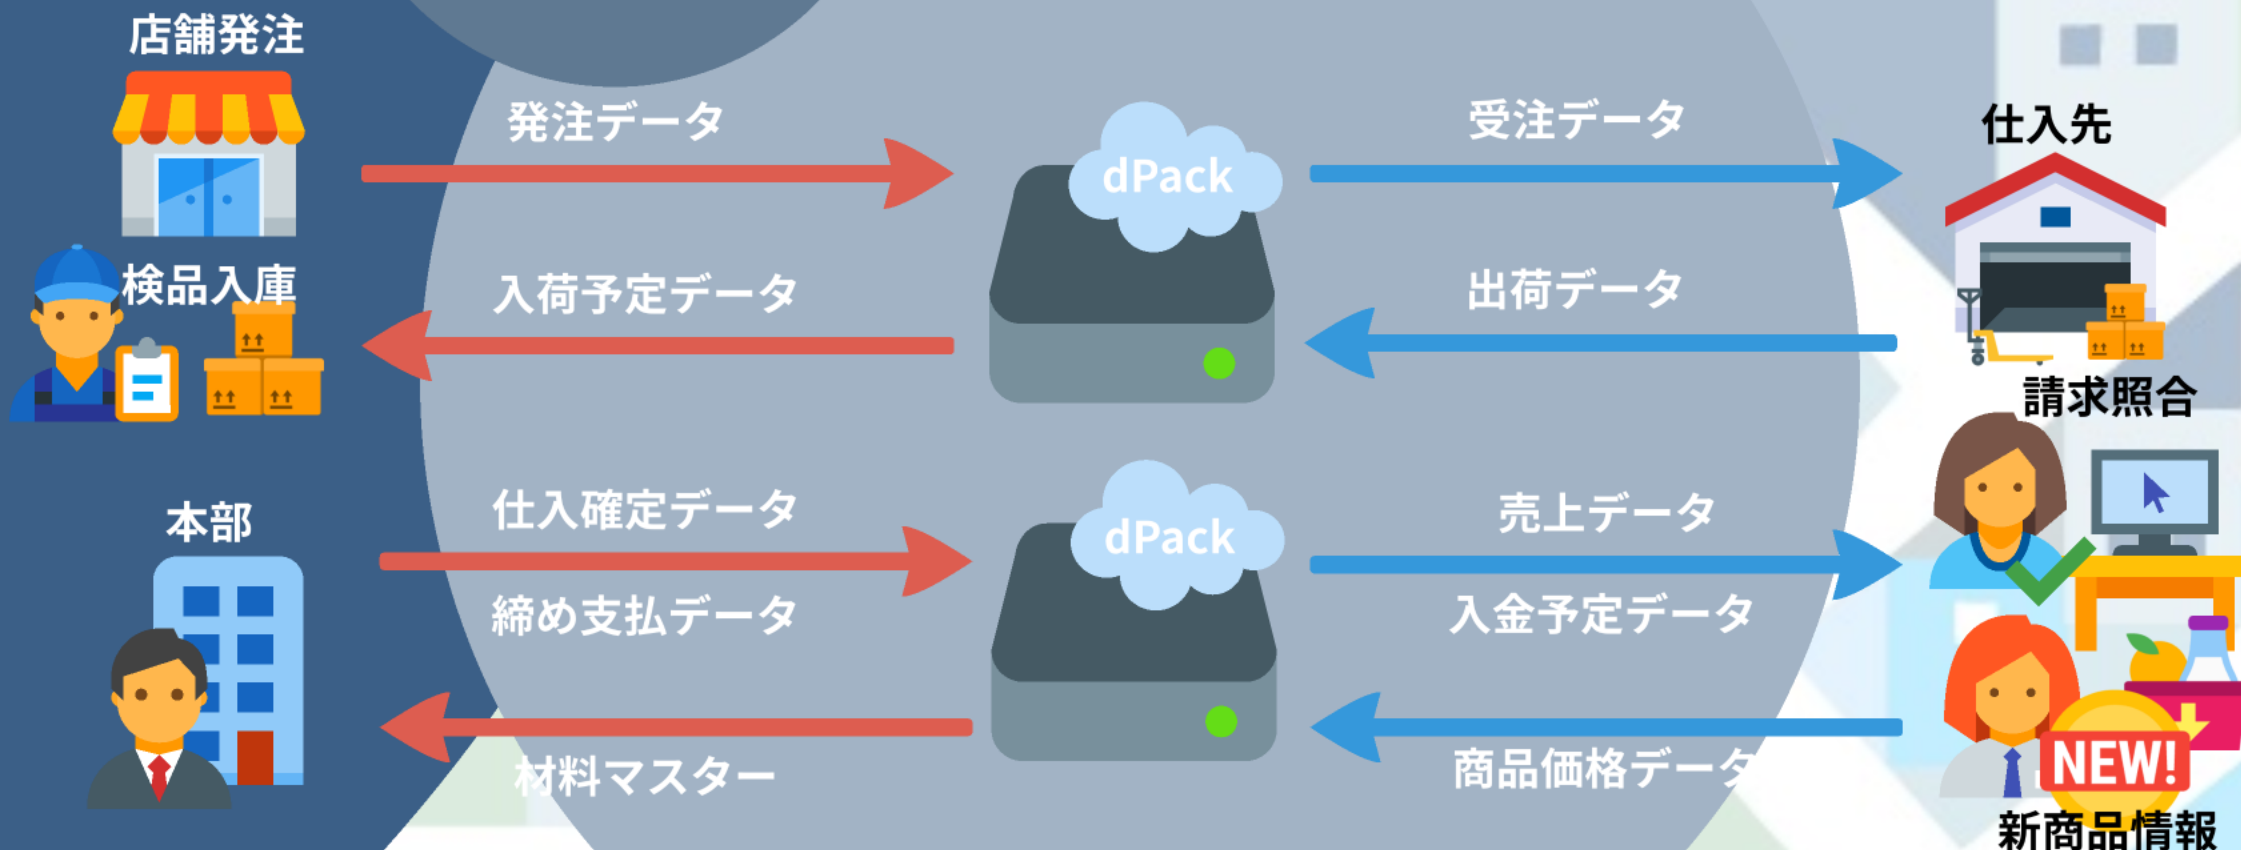 店舗発注
発注データ
dPack
受注データ
仕入先
検品入庫
入荷予定データ
出荷データ
請求照合
本部
仕入確定データ
dPack
売上データ
締め支払データ
入金予定データ
材料マスター
商品価格データ
NEW!
新商品情報